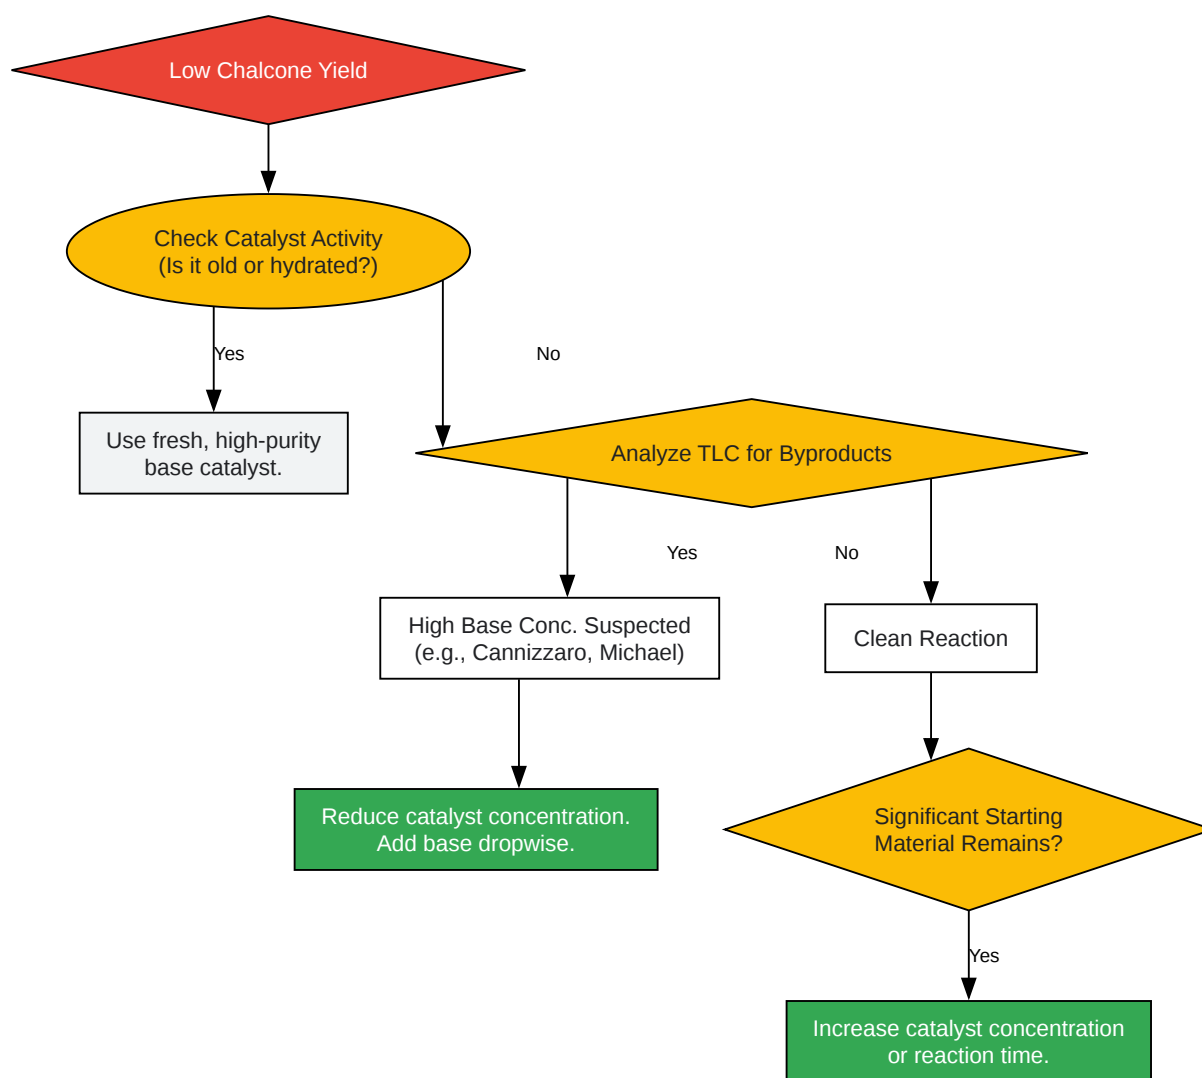 Low Chalcone Yield
Check Catalyst Activity
(Is it old or hydrated?)
Yes
No
Use fresh, high-purity
base catalyst.
Analyze TLC for Byproducts
Yes
No
High Base Conc. Suspected
(e.g., Cannizzaro, Michael)
Clean Reaction
Reduce catalyst concentration.
Add base dropwise.
Significant Starting
Material Remains?
Yes
Increase catalyst concentration
or reaction time.